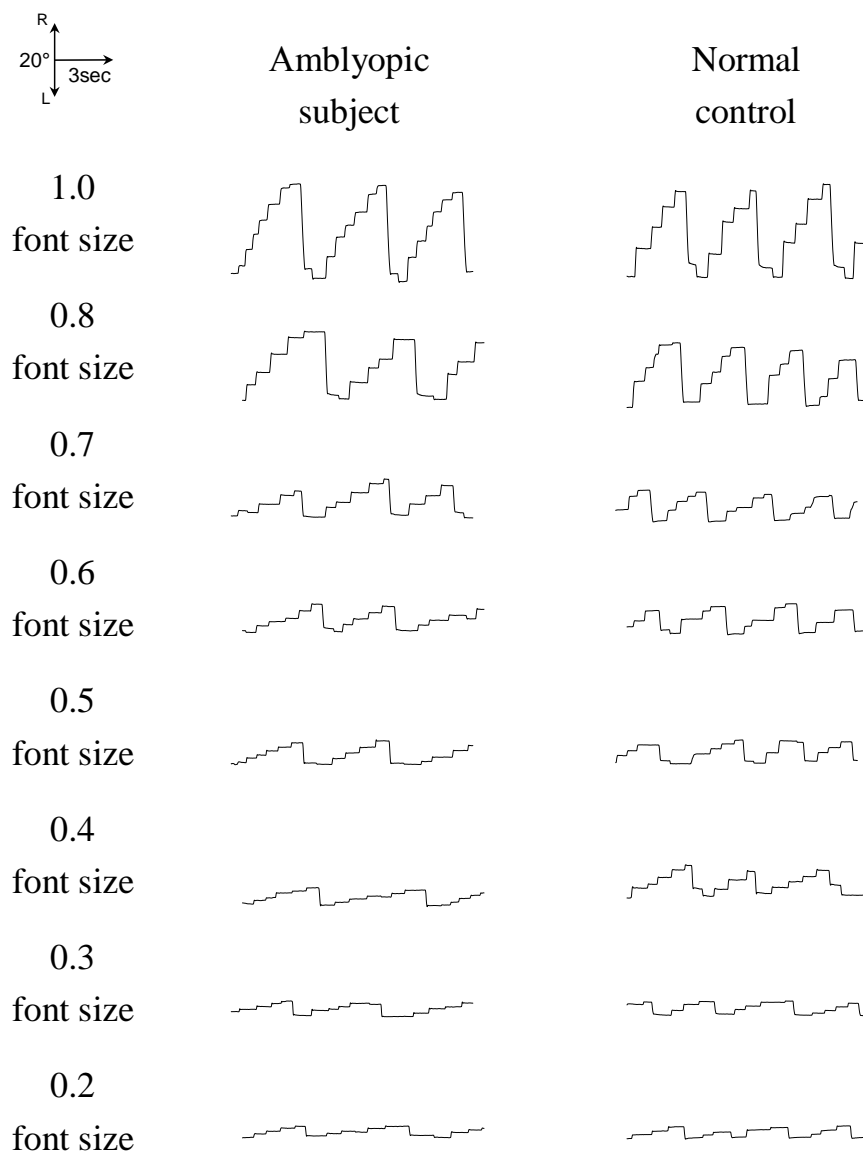 R
20°
3sec
L
Amblyopic
subject
Normal
control
1.0
font size
0.8
font size
0.7
font size
0.6
font size
0.5
font size
0.4
font size
0.3
font size
0.2
font size